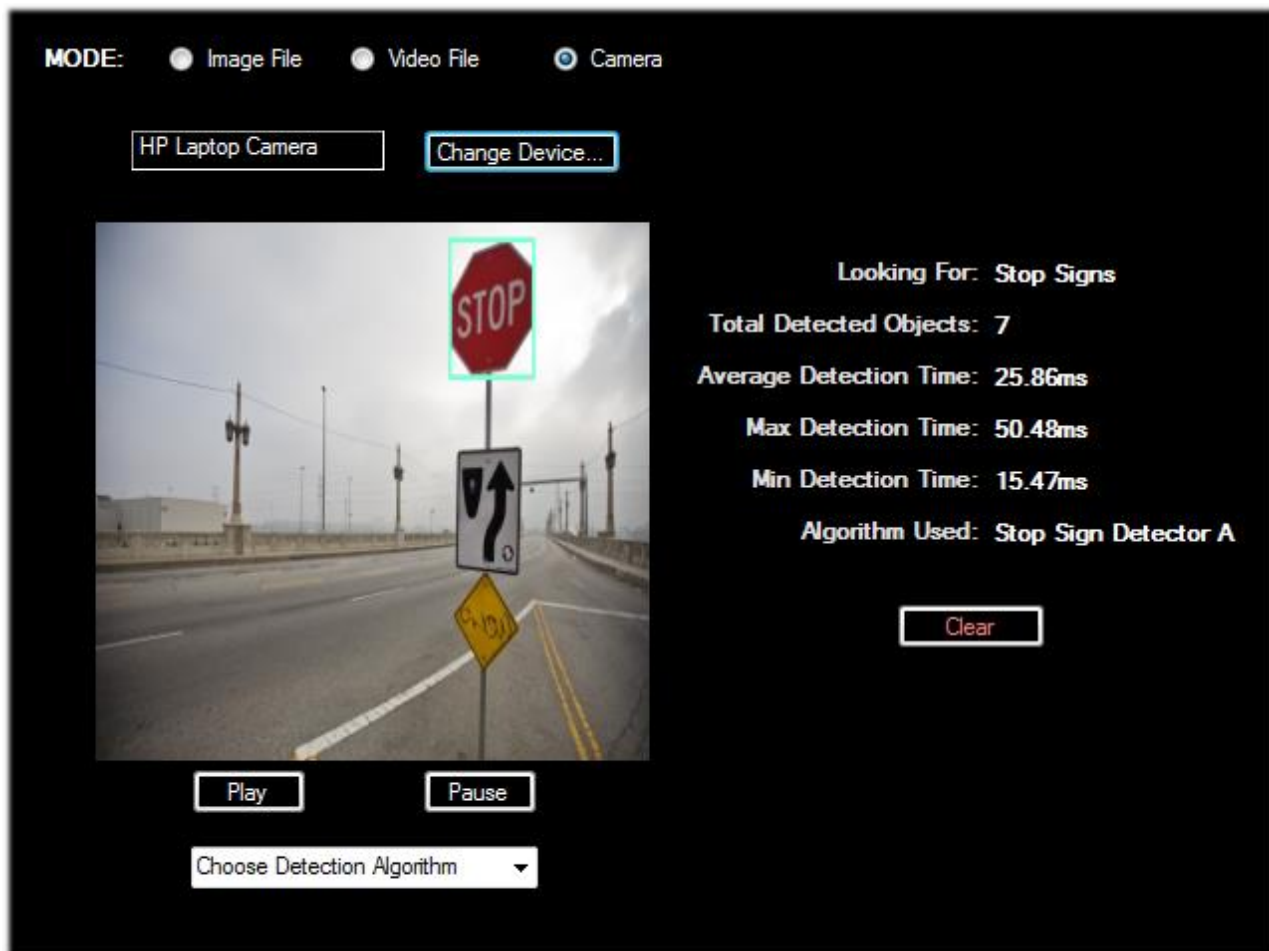 MODE: Image File Video File Camera
HP Laptop Camera Change Device...
STOP
Looking For: Stop Signs
Total Detected Objects: 7
Average Detection Time: 25.86ms
Max Detection Time: 50.48ms
Min Detection Time: 15.47ms
Algorithm Used: Stop Sign Detector A
Clear
Play Pause
Choose Detection Algorithm